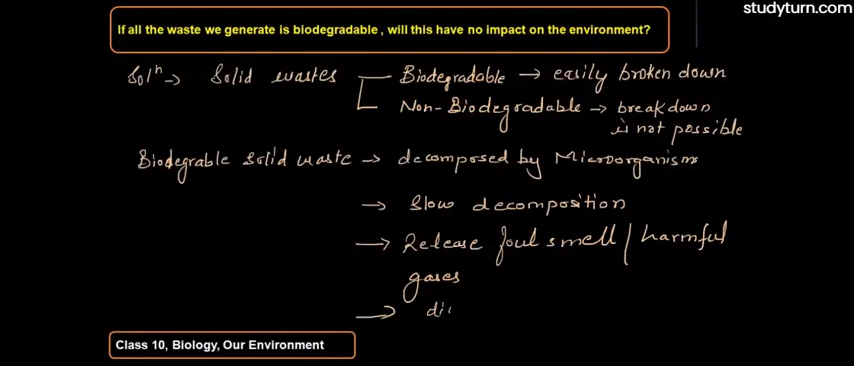 studyturn.com
If all the waste we generate is biodegradable , will this have no impact on the environment?
Solⁿ → Solid wastes Biodegradable → easily broken down
Non-Biodegradable → breakdown
is not possible
Biodegrable solid waste → decomposed by Microorganisms
→ Slow decomposition
→ Release foul smell / harmful
gases
→ di
Class 10, Biology, Our Environment